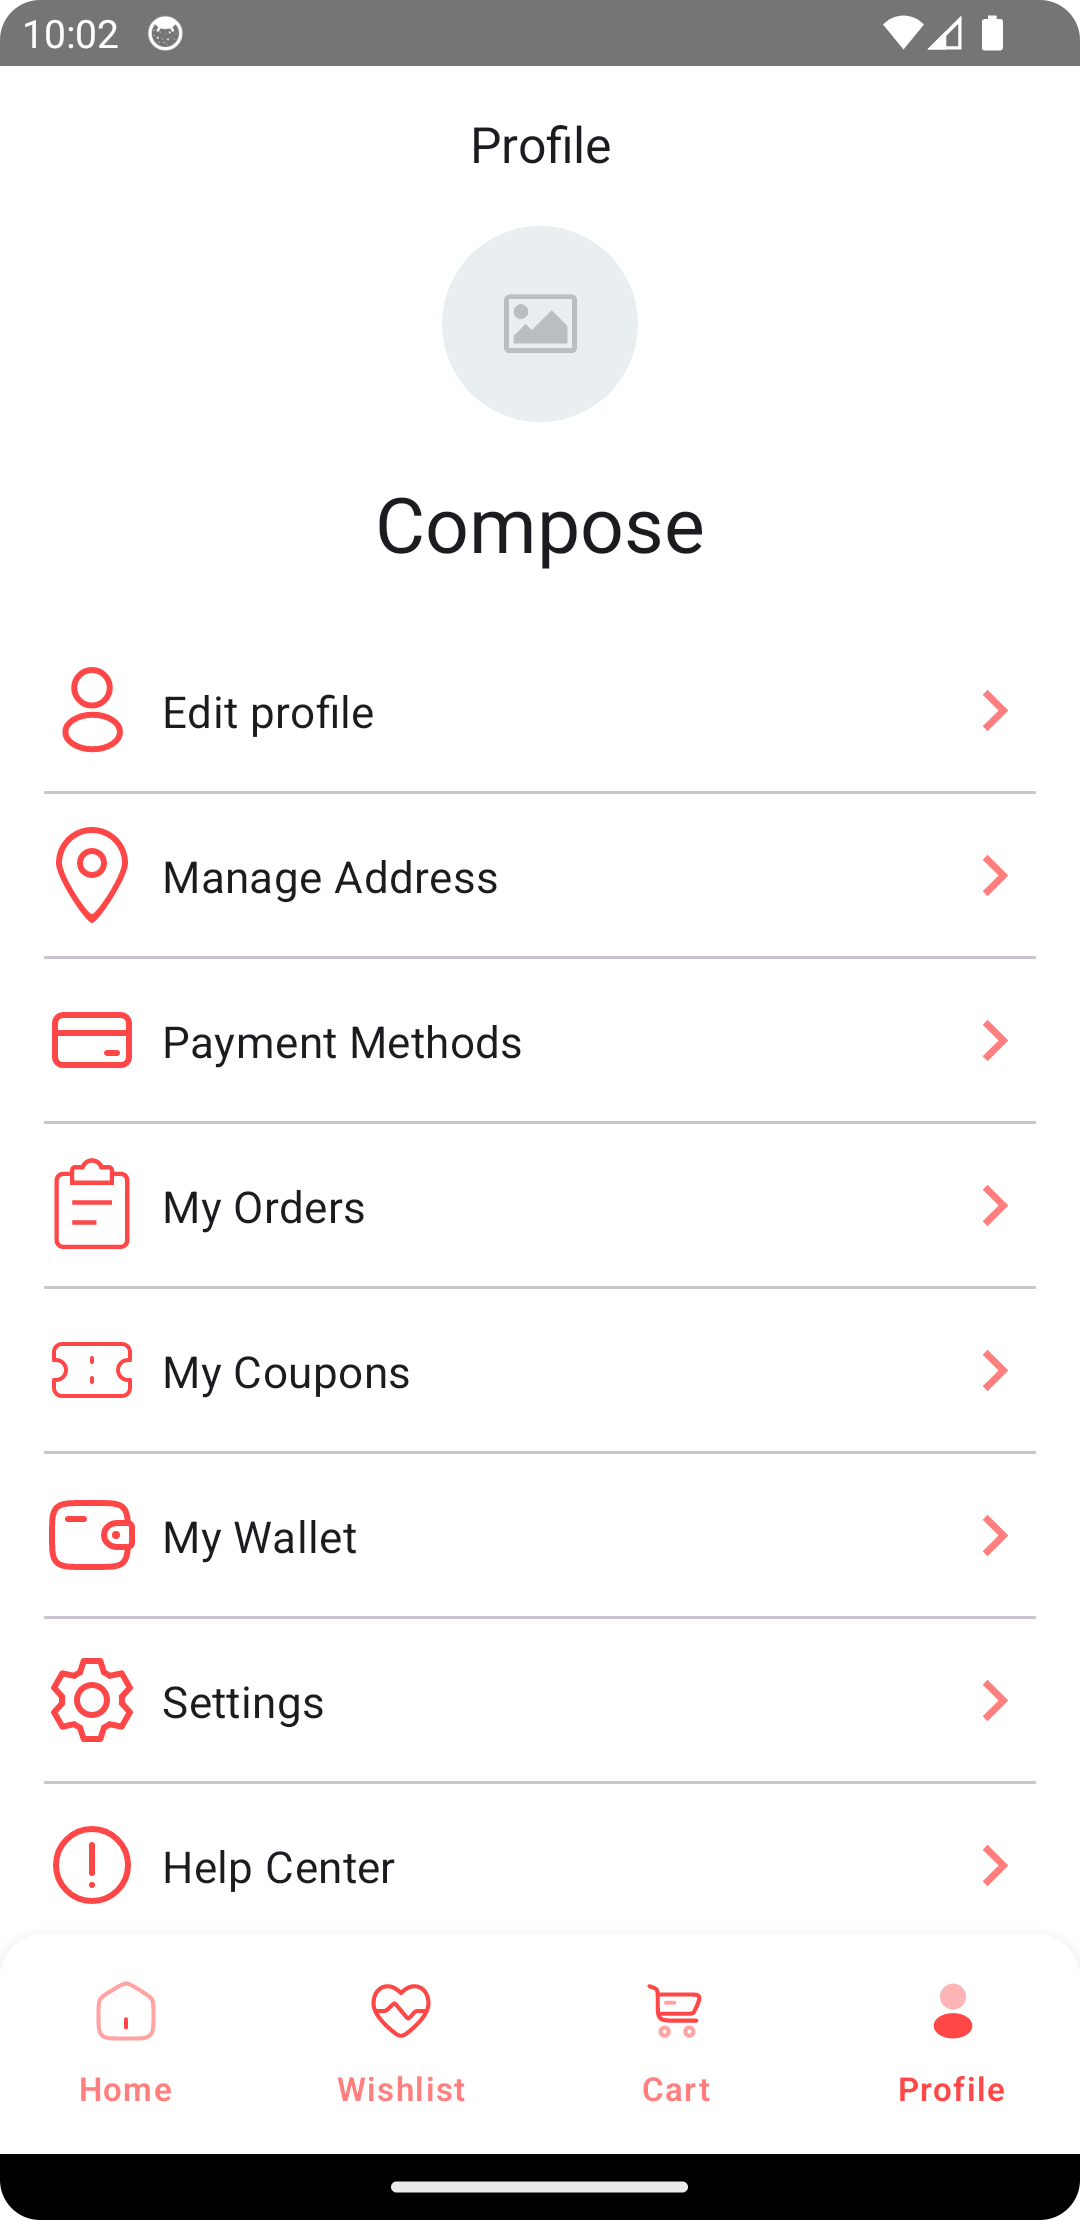 10:02
Profile
Compose
Edit profile
Manage Address
Payment Methods
My Orders
My Coupons
My Wallet
Settings
Help Center
Home
Wishlist
Cart
Profile